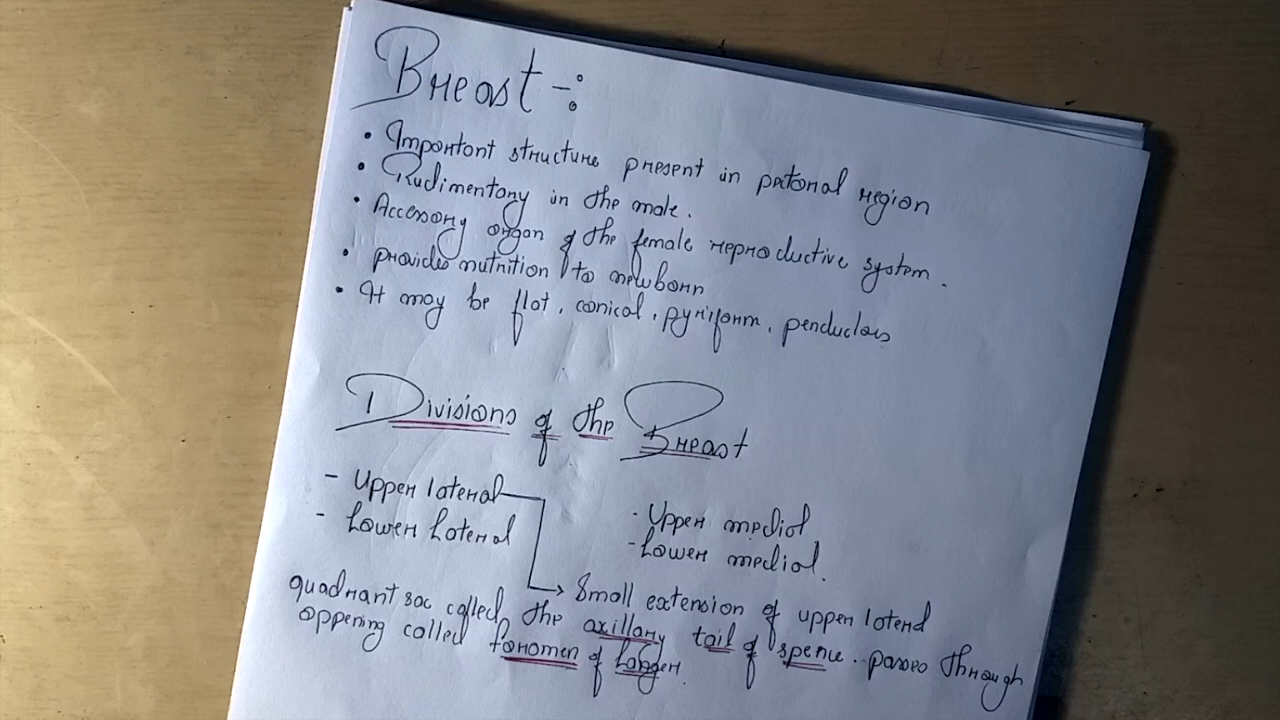 Breast -:
• Important structure present in pectoral region
• Rudimentary in the male.
• Accessory organ of the female reproductive system.
• provides nutrition to newborn
• It may be flat, conical, pyriform, penduclars
Divisions of the Breast
- Upper lateral
- Upper medial
- Lower Lateral
- Lower medial.
Small extension of upper lateral
quadrant sac called the axillary tail of spence. passes through
oppening called foramen of langer.